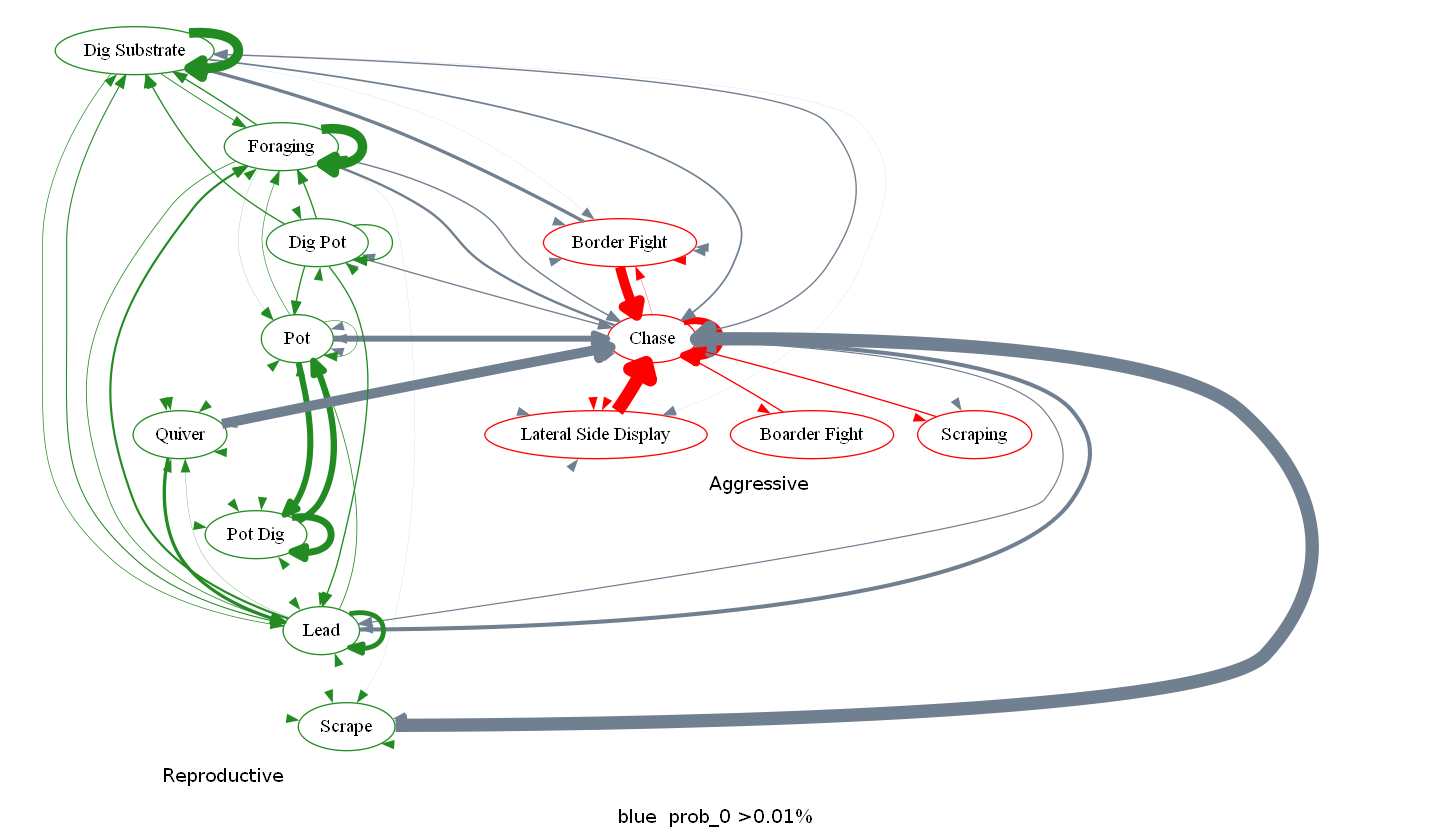 Dig Substrate
Foraging
Dig Pot
Border Fight
Pot
Chase
Quiver
Lateral Side Display
Boarder Fight
Scraping
Aggressive
Pot Dig
Lead
Scrape
Reproductive
blue prob_0 >0.01%